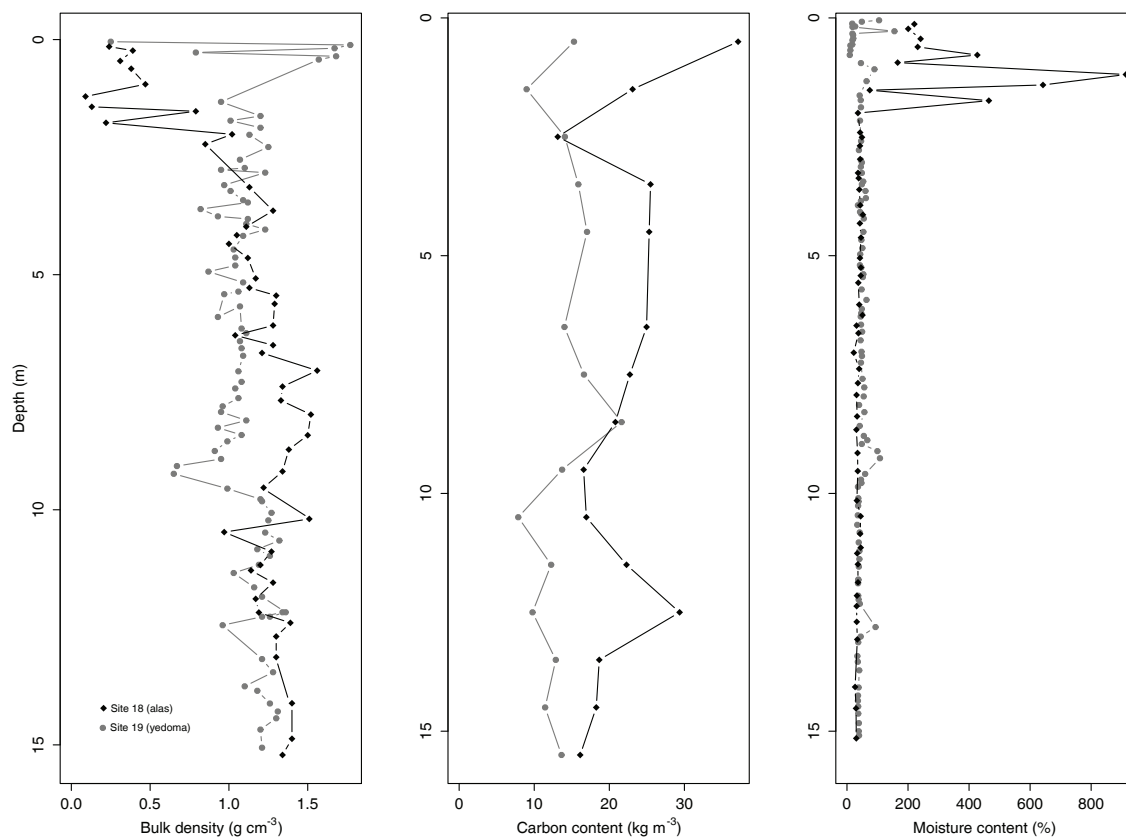 0
5
10
15
Depth (m)
Site 18 (alas)
Site 19 (yedoma)
0.0 0.5 1.0 1.5
Bulk density (g cm⁻³)
0
5
10
15
0 10 20 30
Carbon content (kg m⁻³)
0
5
10
15
0 200 400 600 800
Moisture content (%)